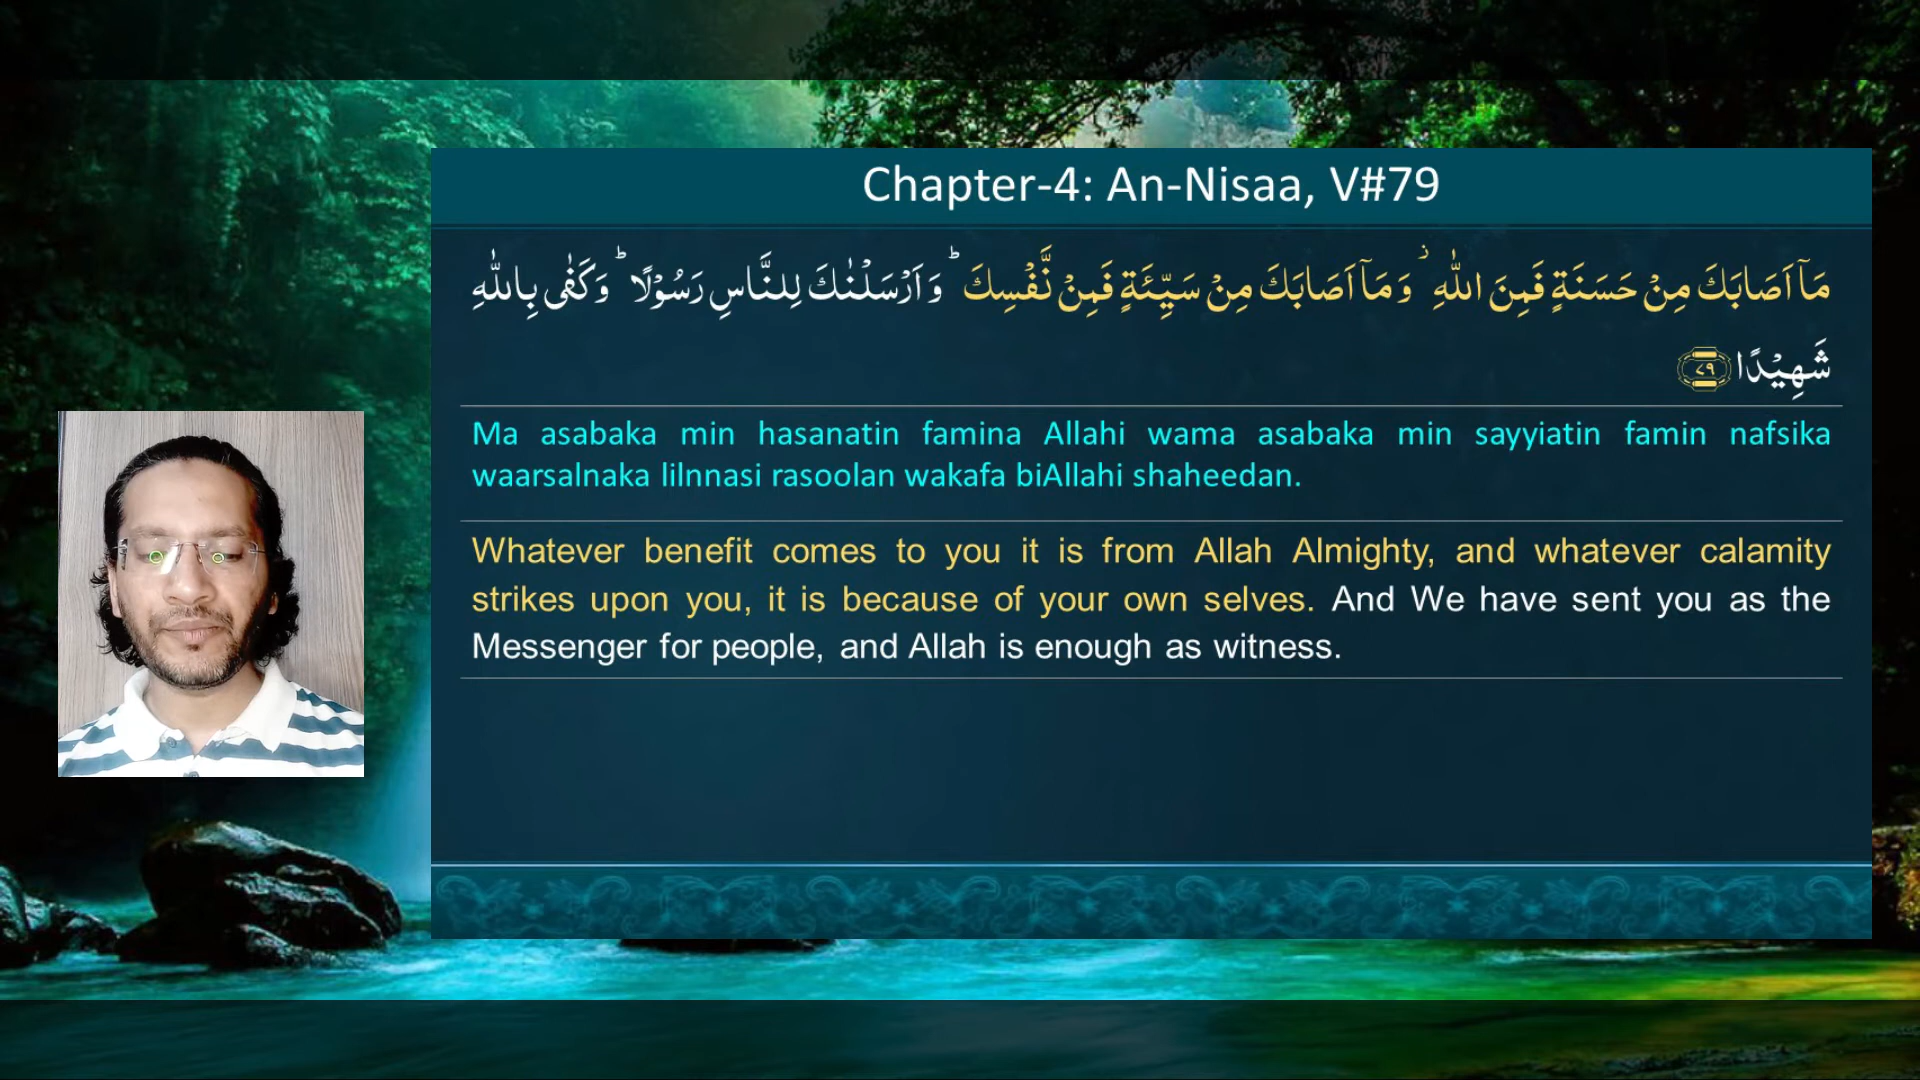 Chapter-4: An-Nisaa, V#79
مَاۤ اَصَابَكَ مِنْ حَسَنَةٍ فَمِنَ اللّٰهِ ؗ وَمَاۤ اَصَابَكَ مِنْ سَيِّئَةٍ فَمِنْ نَّفْسِكَ ؕ وَاَرْسَلْنٰكَ لِلنَّاسِ رَسُوْلًا ؕ وَكَفٰى بِاللّٰهِ
شَهِيْدًا ۷۹
Ma asabaka min hasanatin famina Allahi wama asabaka min sayyiatin famin nafsika
waarsalnaka lilnnasi rasoolan wakafa biAllahi shaheedan.
Whatever benefit comes to you it is from Allah Almighty, and whatever calamity
strikes upon you, it is because of your own selves. And We have sent you as the
Messenger for people, and Allah is enough as witness.